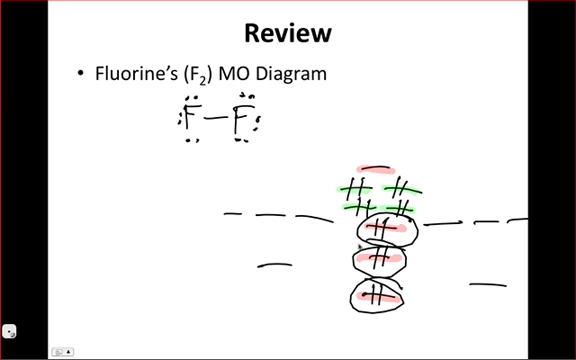 Review
• Fluorine's (F₂) MO Diagram
F—F